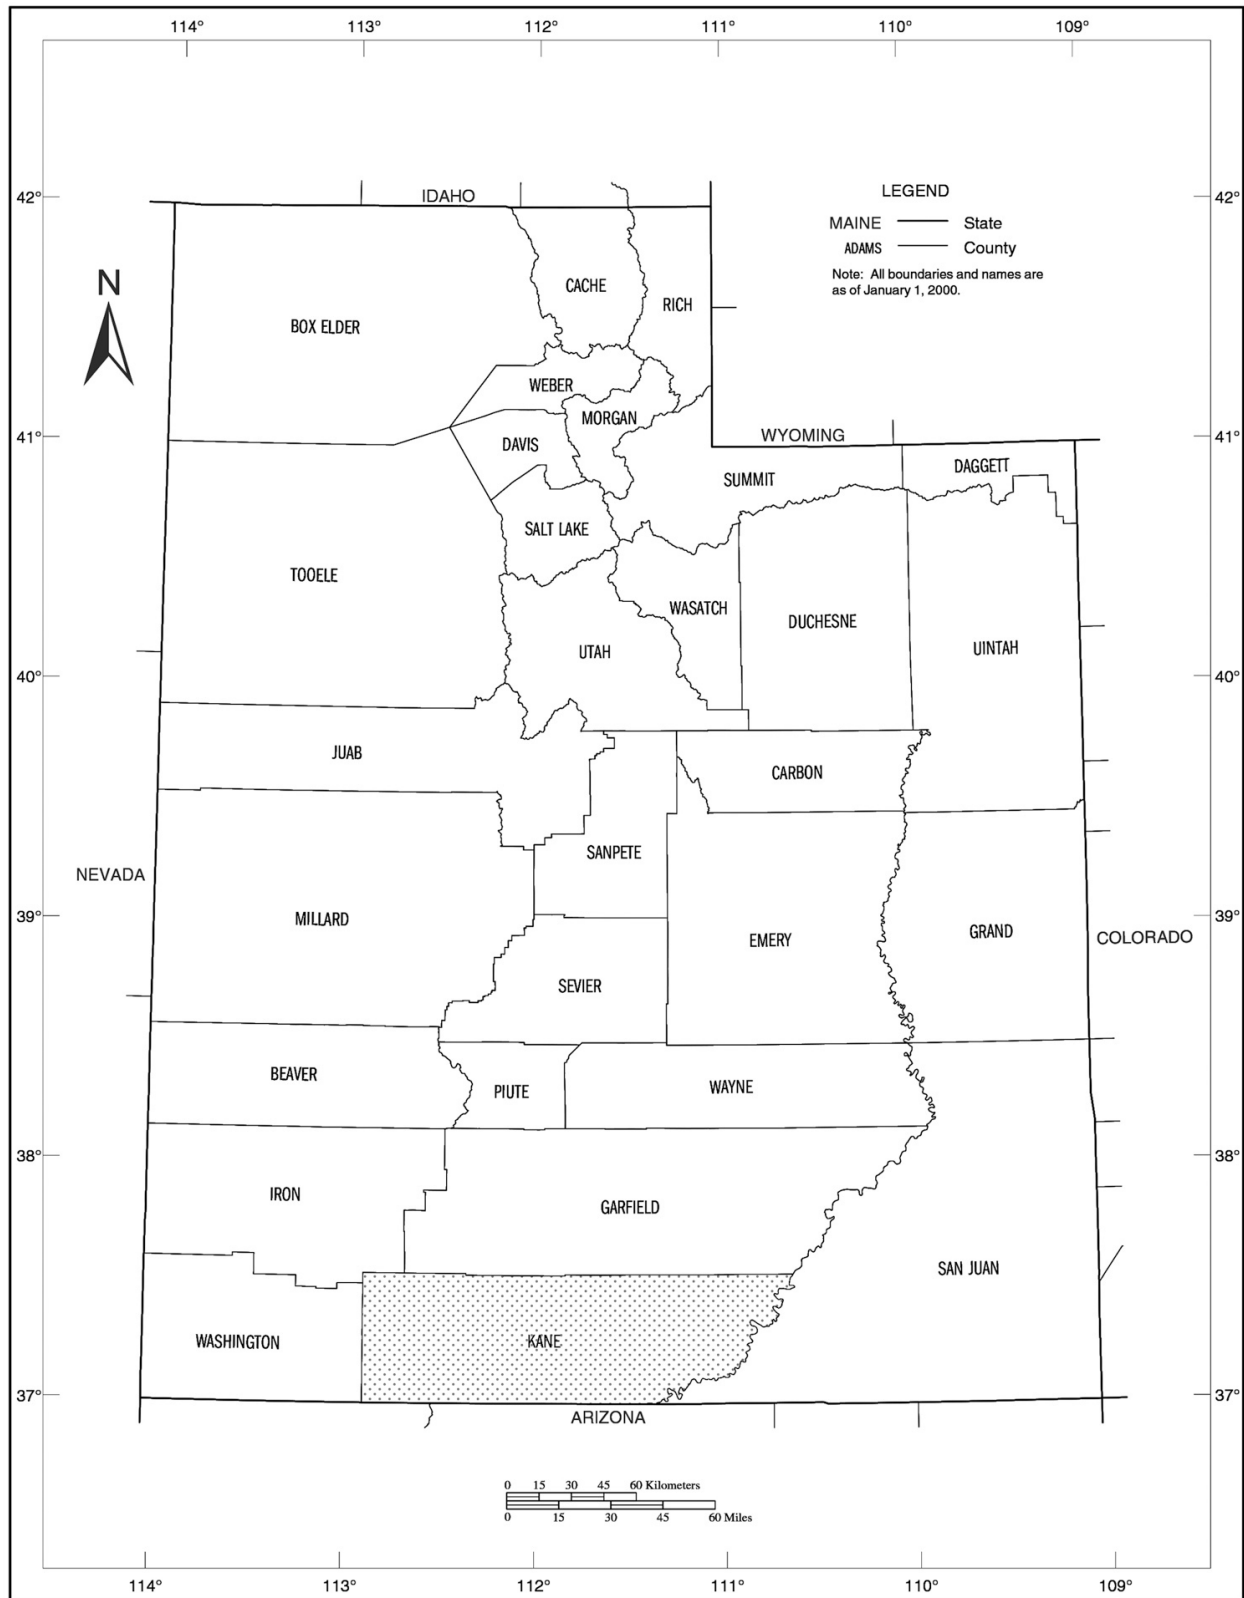 114° 113° 112° 111° 110° 109°
42° IDAHO LEGEND 42°
MAINE State
ADAMS County
Note: All boundaries and names are
as of January 1, 2000.
N
CACHE
RICH
BOX ELDER
WEBER
MORGAN
41° DAVIS WYOMING 41°
DAGGETT
SUMMIT
SALT LAKE
TOOELE
WASATCH
DUCHESNE
UINTAH
UTAH
40° 40°
JUAB
CARBON
SANPETE
NEVADA
39° MILLARD 39°
GRAND
COLORADO
EMERY
SEVIER
BEAVER
PIUTE
WAYNE
38° 38°
IRON
GARFIELD
SAN JUAN
WASHINGTON
KANE
37° 37°
ARIZONA
0 15 30 45 60 Kilometers
0 15 30 45 60 Miles
114° 113° 112° 111° 110° 109°